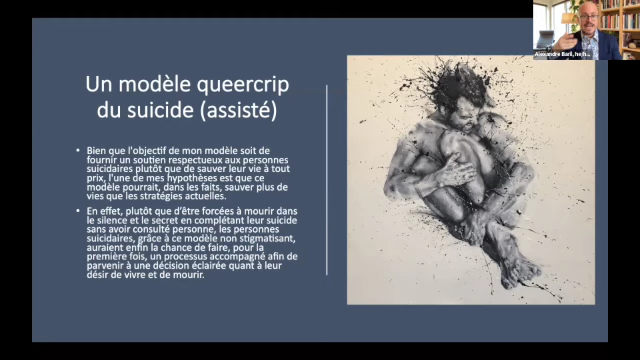 Alexandre Baril, he/h...
Un modèle queercrip
du suicide (assisté)
• Bien que l'objectif de mon modèle soit de
fournir un soutien respectueux aux personnes
suicidaires plutôt que de sauver leur vie à tout
prix, l'une de mes hypothèses est que ce
modèle pourrait, dans les faits, sauver plus de
vies que les stratégies actuelles.
• En effet, plutôt que d'être forcées à mourir dans
le silence et le secret en complétant leur suicide
sans avoir consulté personne, les personnes
suicidaires, grâce à ce modèle non stigmatisant,
auraient enfin la chance de faire, pour la
première fois, un processus accompagné afin de
parvenir à une décision éclairée quant à leur
désir de vivre et de mourir.